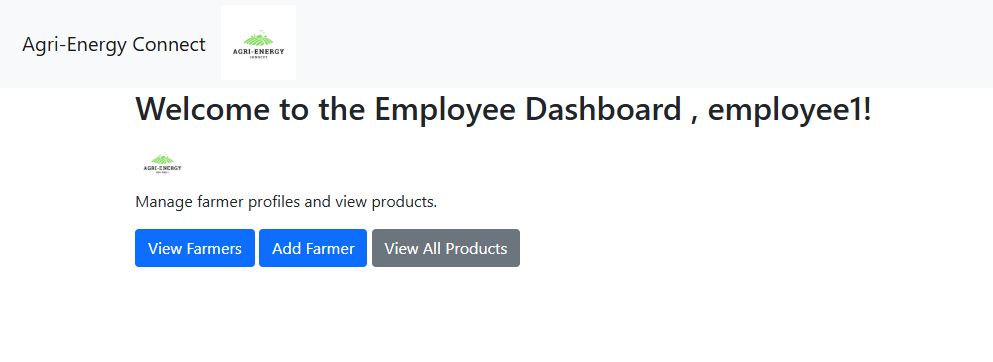 Agri-Energy Connect
AGRI-ENERGY
CONNECT
Welcome to the Employee Dashboard , employee1!
AGRI-ENERGY
Manage farmer profiles and view products.
View Farmers Add Farmer View All Products